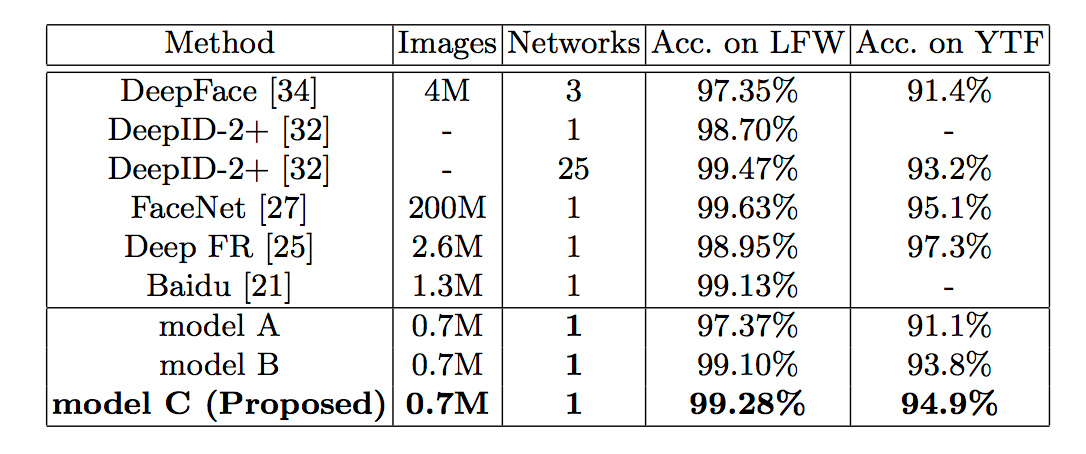 Method Images Networks Acc. on LFW Acc. on YTF
DeepFace [34] 4M 3 97.35% 91.4%
DeepID-2+ [32] - 1 98.70% -
DeepID-2+ [32] - 25 99.47% 93.2%
FaceNet [27] 200M 1 99.63% 95.1%
Deep FR [25] 2.6M 1 98.95% 97.3%
Baidu [21] 1.3M 1 99.13% -
model A 0.7M 1 97.37% 91.1%
model B 0.7M 1 99.10% 93.8%
model C (Proposed) 0.7M 1 99.28% 94.9%